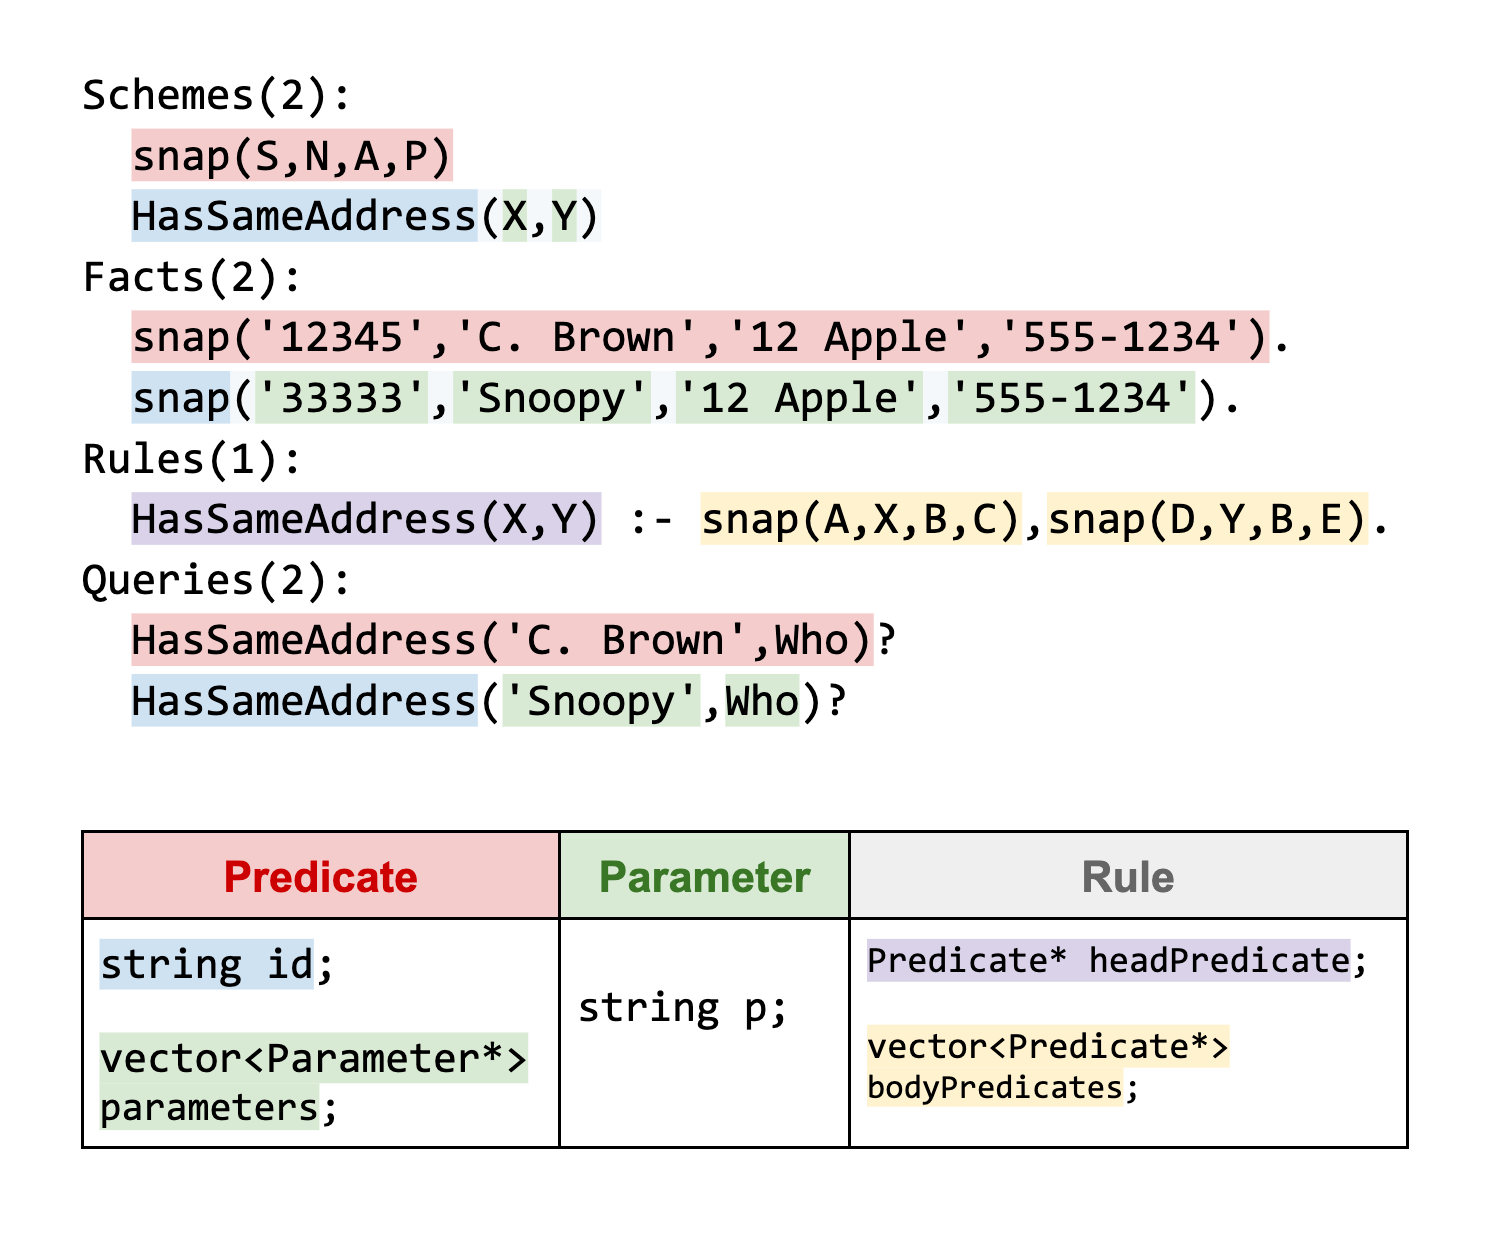 Schemes(2):
snap(S,N,A,P)
HasSameAddress(X,Y)
Facts(2):
snap('12345','C. Brown','12 Apple','555-1234').
snap('33333','Snoopy','12 Apple','555-1234').
Rules(1):
HasSameAddress(X,Y) :- snap(A,X,B,C),snap(D,Y,B,E).
Queries(2):
HasSameAddress('C. Brown',Who)?
HasSameAddress('Snoopy',Who)?
Predicate
Parameter
Rule
string id;
vector<Parameter*>
parameters;
string p;
Predicate* headPredicate;
vector<Predicate*>
bodyPredicates;